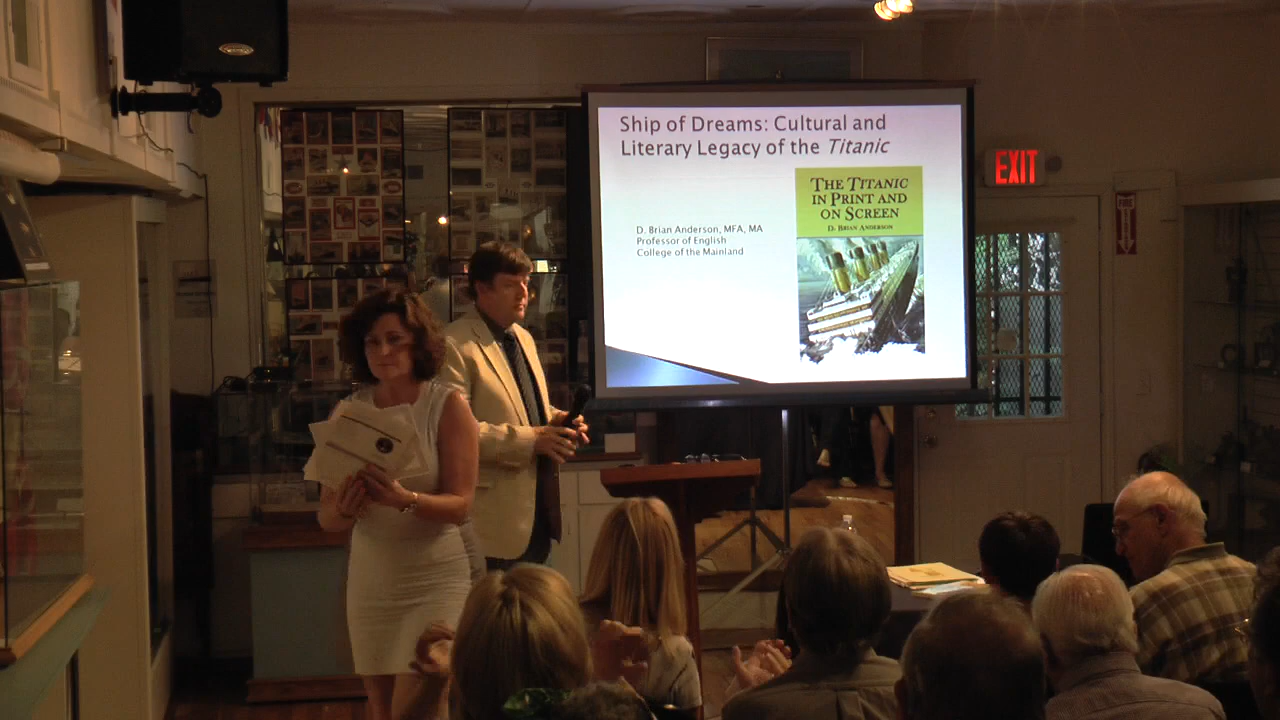 Ship of Dreams: Cultural and
Literary Legacy of the Titanic
THE TITANIC
IN PRINT AND
ON SCREEN
D. BRIAN ANDERSON
D. Brian Anderson, MFA, MA
Professor of English
College of the Mainland
EXIT
FIRE